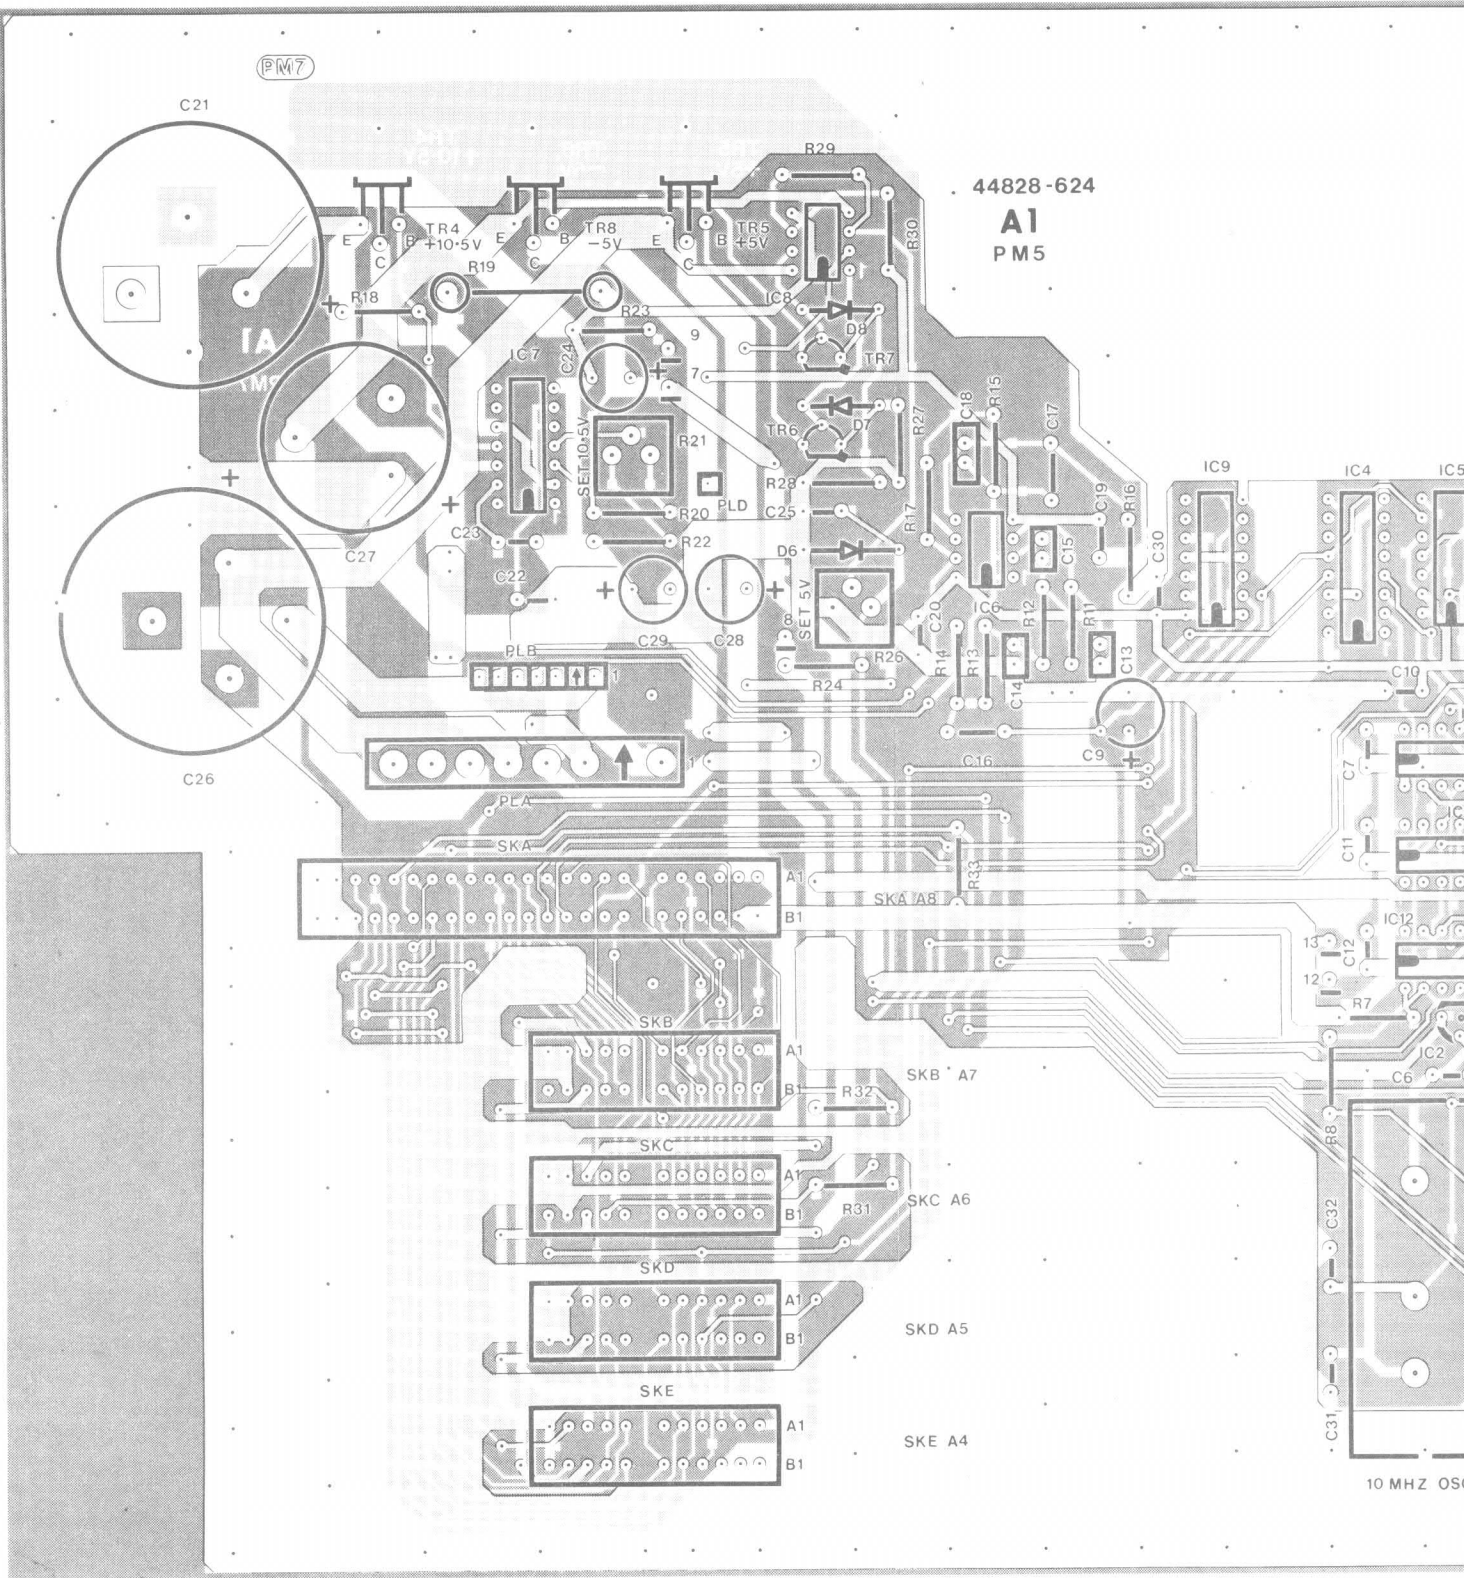 PM7
C21
R29
44828-624
A1
PM5
TR4
+10·5V
TR8
-5V
TR5
+5V
E
B
C
E
B
C
E
B
C
R30
R19
R18
+
R23
IC8
D8
TR7
9
7
C24
+
IC7
A1
PM7
SET 10·5V
R21
PLD
R20
R22
C23
C22
C27
+
+
TR6
D7
R27
R28
C25
D6
SET 5V
R17
C18
R15
C17
C19
R16
C15
C30
IC9
IC4
IC5
IC6
R12
R11
C20
R14
R13
C14
C13
R26
R24
8
+
C29
C28
+
PLB
1
C26
1
PLA
C16
C9
+
C10
C7
C11
SKA
A1
B1
SKA A8
R33
IC12
13
C12
12
R7
IC2
C6
R8
SKB
A1
B1
SKB A7
R32
SKC
A1
B1
SKC A6
R31
C32
SKD
A1
B1
SKD A5
C31
SKE
A1
B1
SKE A4
10 MHZ OSC